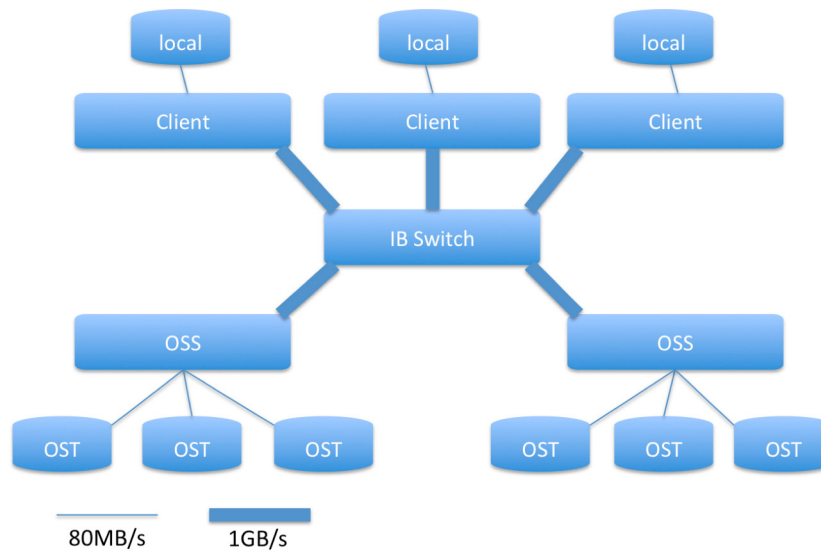 local
local
local
Client
Client
Client
IB Switch
OSS
OSS
OST
OST
OST
OST
OST
OST
80MB/s
1GB/s